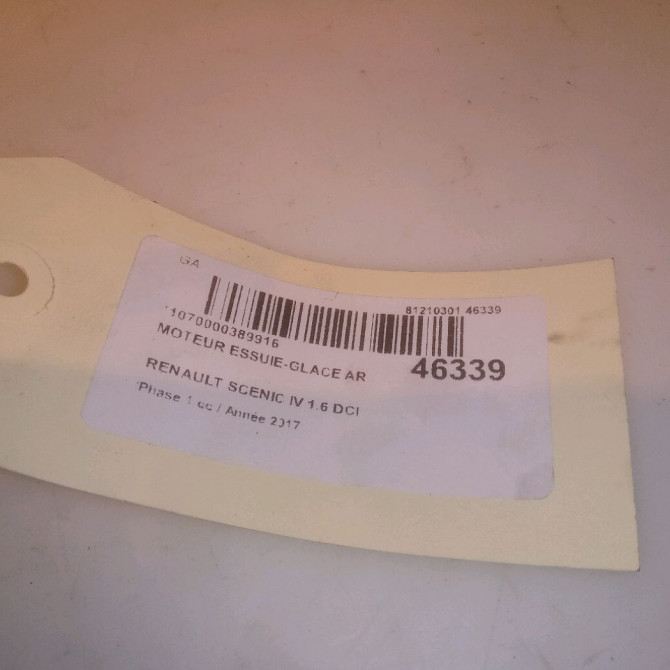 GA
81210301 46339
*1070000389916
MOTEUR ESSUIE-GLACE AR
46339
RENAULT SCENIC IV 1.6 DCI
Phase 1 cc / Année 2017